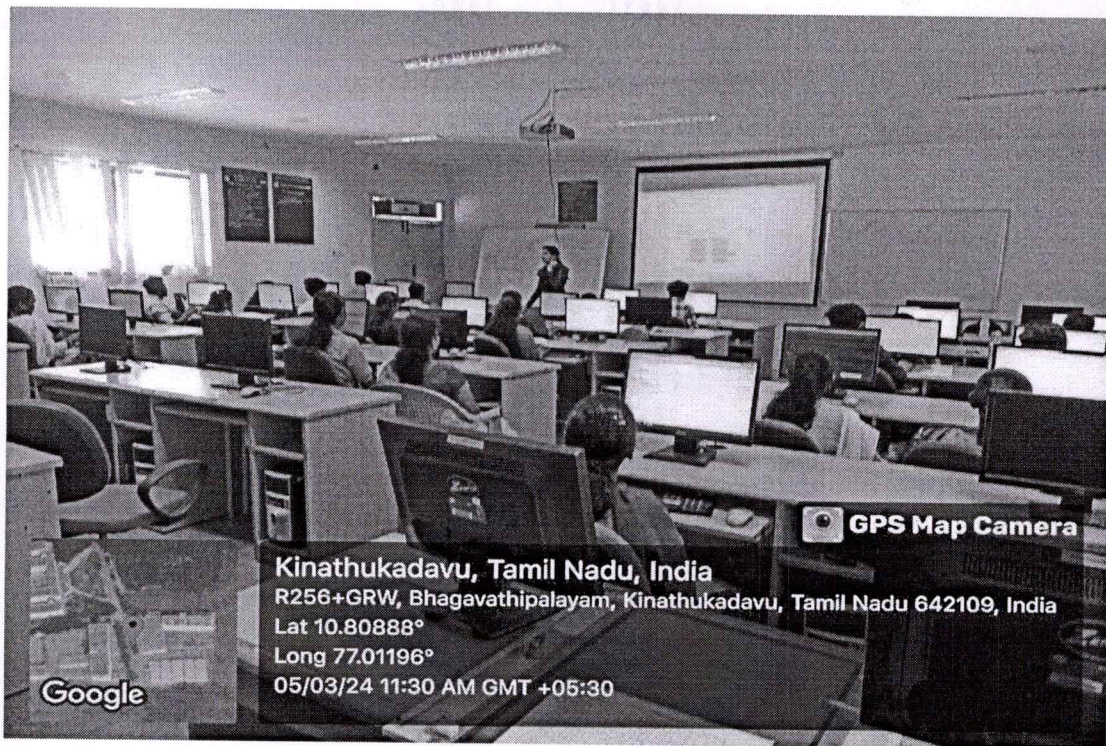 GPS Map Camera
Kinathukadavu, Tamil Nadu, India
R256+GRW, Bhagavathipalayam, Kinathukadavu, Tamil Nadu 642109, India
Lat 10.80888°
Long 77.01196°
05/03/24 11:30 AM GMT +05:30
Google